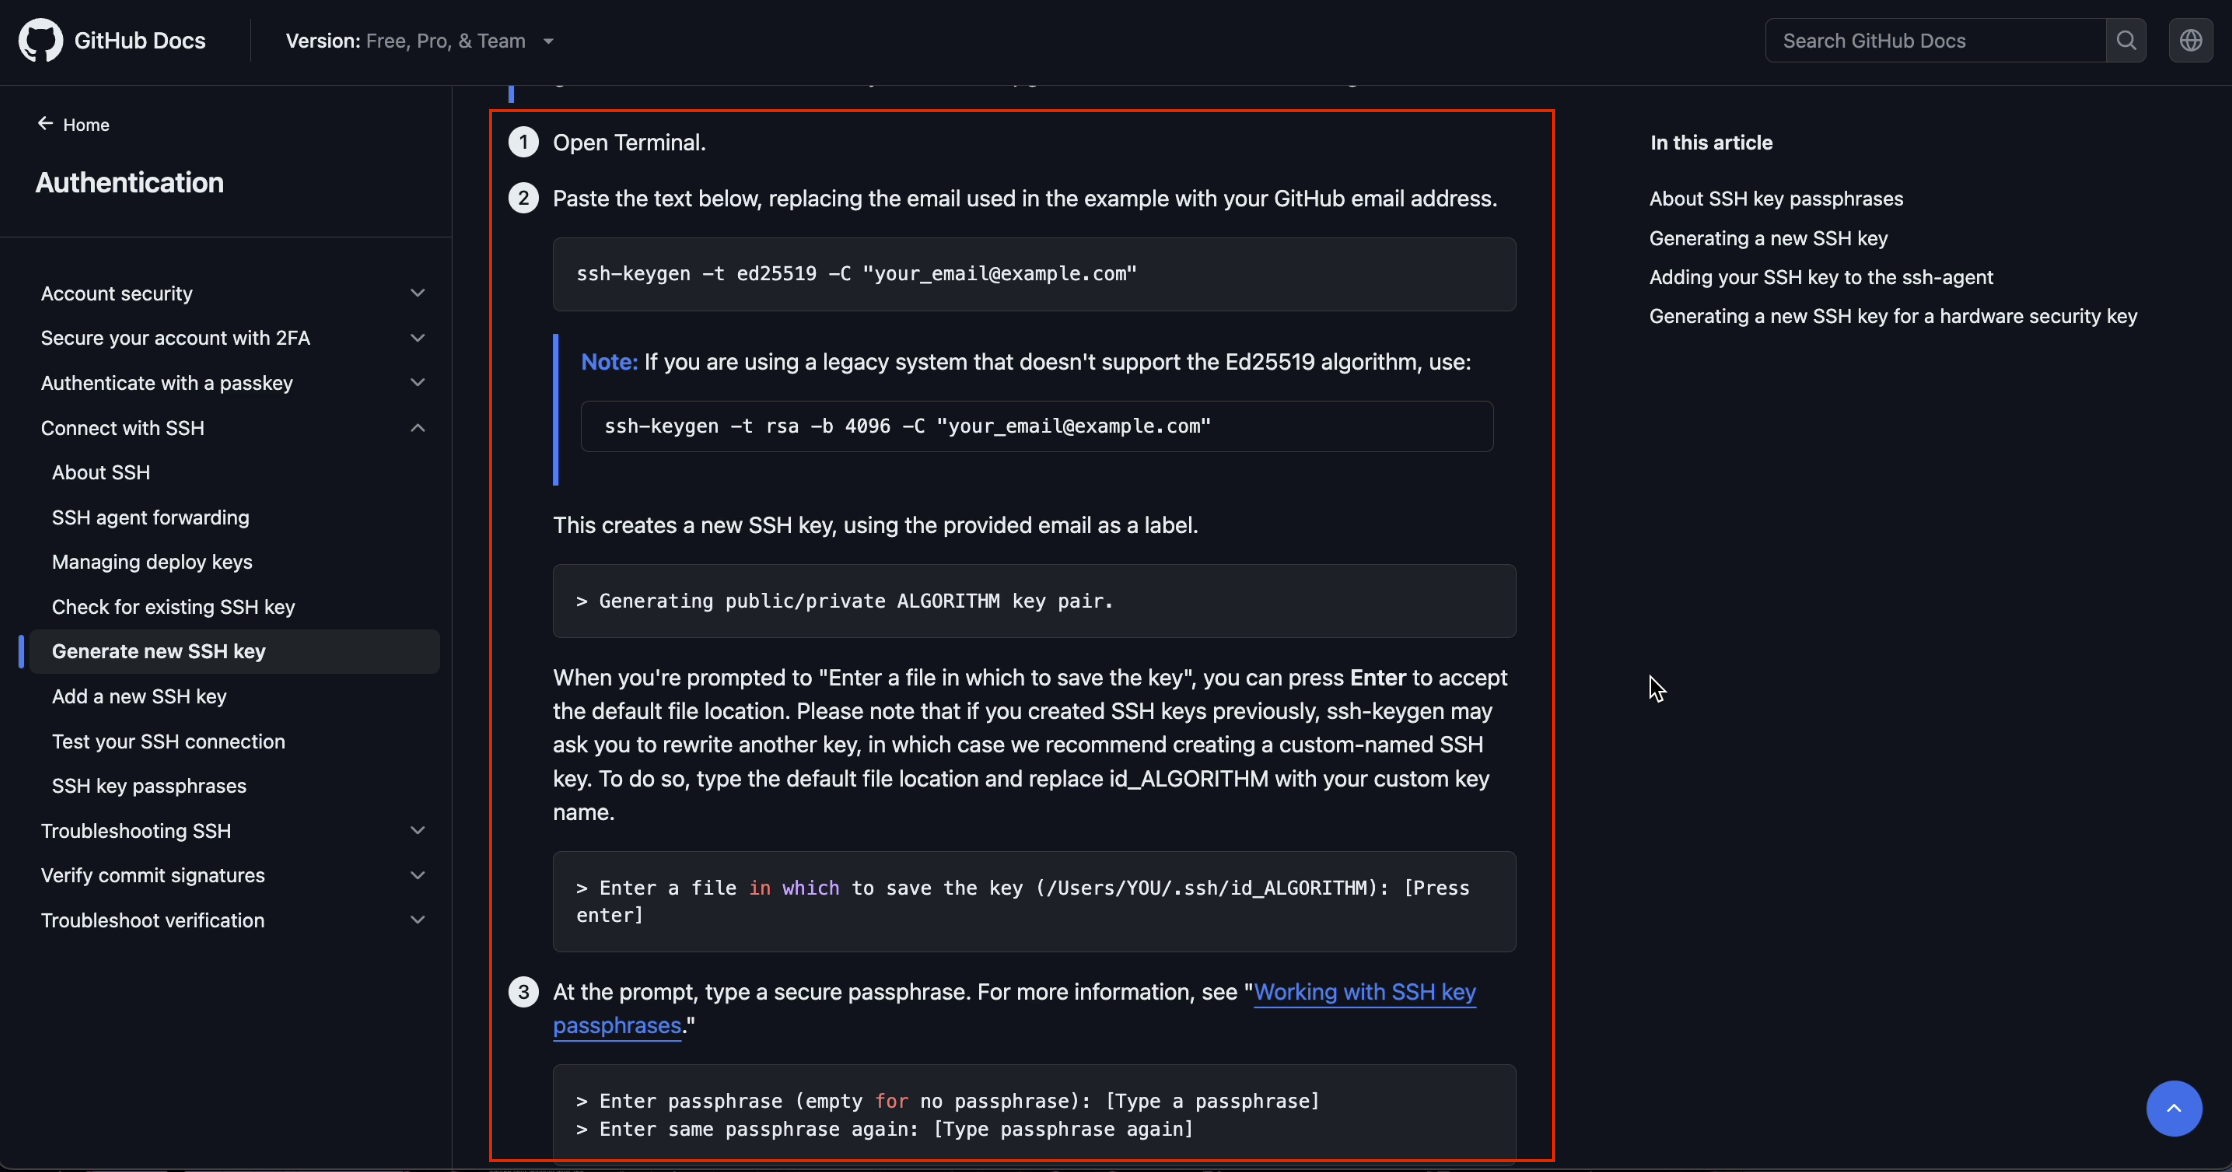 GitHub Docs
Version: Free, Pro, & Team
Search GitHub Docs
Home
Authentication
Account security
Secure your account with 2FA
Authenticate with a passkey
Connect with SSH
About SSH
SSH agent forwarding
Managing deploy keys
Check for existing SSH key
Generate new SSH key
Add a new SSH key
Test your SSH connection
SSH key passphrases
Troubleshooting SSH
Verify commit signatures
Troubleshoot verification
1 Open Terminal.
2 Paste the text below, replacing the email used in the example with your GitHub email address.
ssh-keygen -t ed25519 -C "your_email@example.com"
Note: If you are using a legacy system that doesn't support the Ed25519 algorithm, use:
ssh-keygen -t rsa -b 4096 -C "your_email@example.com"
This creates a new SSH key, using the provided email as a label.
> Generating public/private ALGORITHM key pair.
When you're prompted to "Enter a file in which to save the key", you can press Enter to accept
the default file location. Please note that if you created SSH keys previously, ssh-keygen may
ask you to rewrite another key, in which case we recommend creating a custom-named SSH
key. To do so, type the default file location and replace id_ALGORITHM with your custom key
name.
> Enter a file in which to save the key (/Users/YOU/.ssh/id_ALGORITHM): [Press
enter]
3 At the prompt, type a secure passphrase. For more information, see "Working with SSH key
passphrases."
> Enter passphrase (empty for no passphrase): [Type a passphrase]
> Enter same passphrase again: [Type passphrase again]
In this article
About SSH key passphrases
Generating a new SSH key
Adding your SSH key to the ssh-agent
Generating a new SSH key for a hardware security key